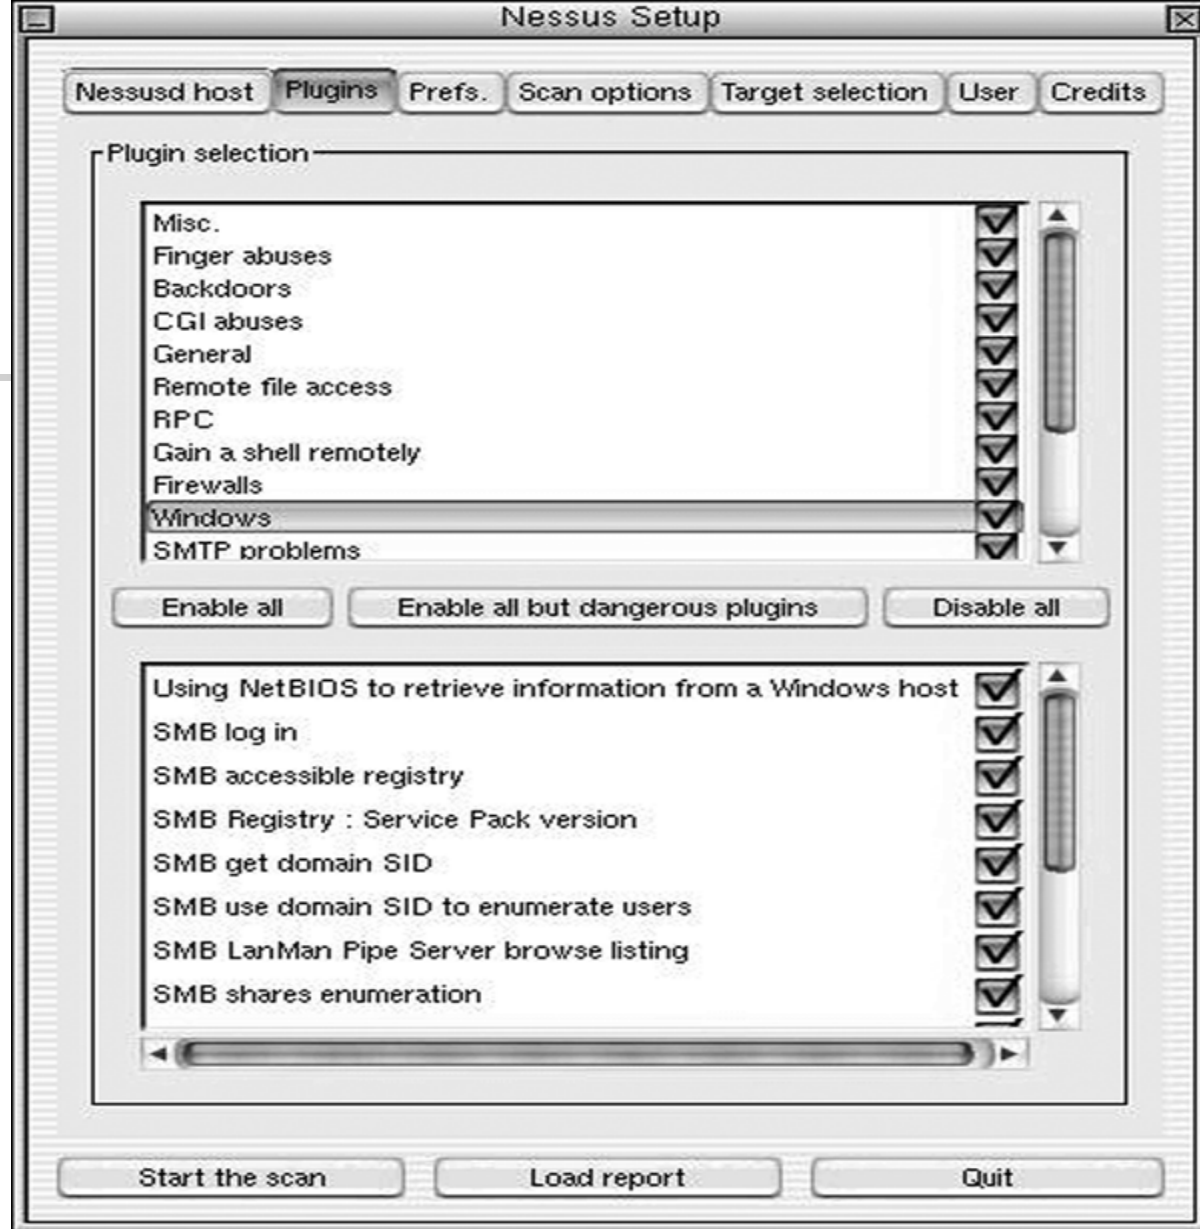 Nessus Setup
Nessusd host Plugins Prefs. Scan options Target selection User Credits
Plugin selection
Misc.
Finger abuses
Backdoors
CGI abuses
General
Remote file access
RPC
Gain a shell remotely
Firewalls
Windows
SMTP problems
Enable all Enable all but dangerous plugins Disable all
Using NetBIOS to retrieve information from a Windows host
SMB log in
SMB accessible registry
SMB Registry : Service Pack version
SMB get domain SID
SMB use domain SID to enumerate users
SMB LanMan Pipe Server browse listing
SMB shares enumeration
Start the scan Load report Quit